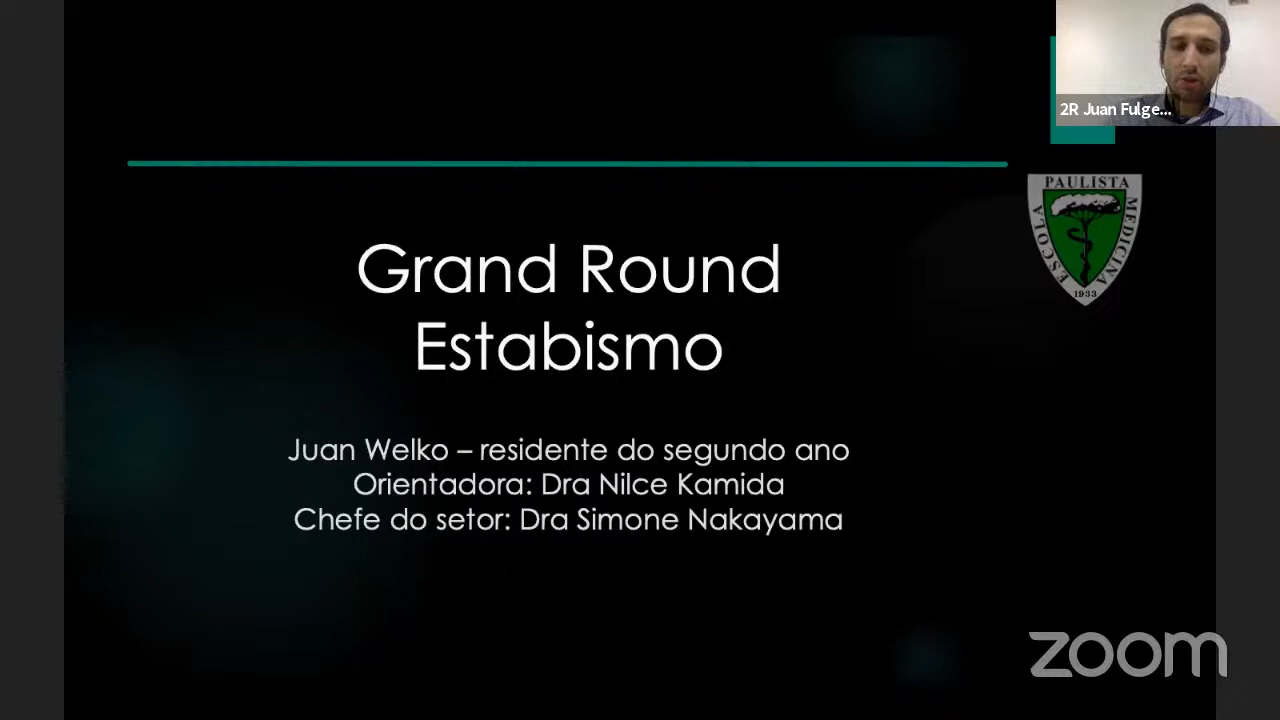 2R Juan Fulge...
ESCOLA PAULISTA MEDICINA
1933
Grand Round
Estabismo
Juan Welko – residente do segundo ano
Orientadora: Dra Nilce Kamida
Chefe do setor: Dra Simone Nakayama
zoom